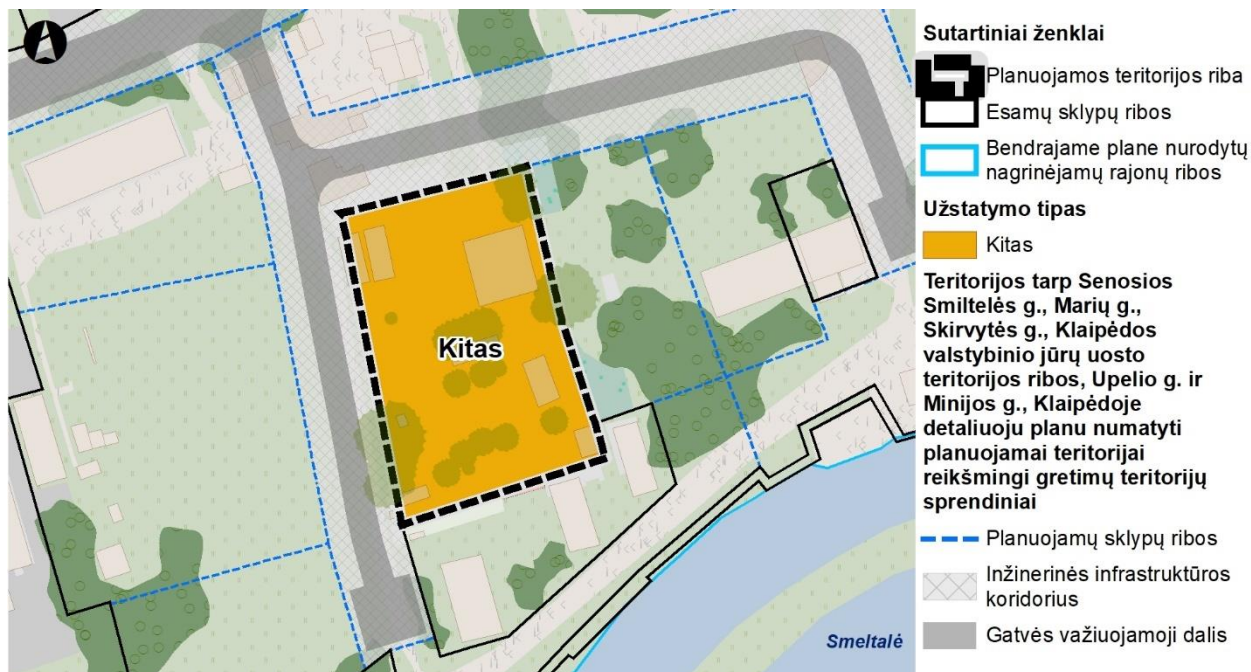 Kitas
Smeltalė
Sutartiniai ženklai
Planuojamos teritorijos riba
Esamų sklypų ribos
Bendrajame plane nurodytų
nagrinėjamų rajonų ribos
Užstatymo tipas
Kitas
Teritorijos tarp Senosios
Smiltelės g., Marių g.,
Skirvytės g., Klaipėdos
valstybinio jūrų uosto
teritorijos ribos, Upelio g. ir
Minijos g., Klaipėdoje
detaliuoju planu numatyti
planuojamai teritorijai
reikšmingi gretimų teritorijų
sprendiniai
Planuojamų sklypų ribos
Inžinerinės infrastruktūros
koridorius
Gatvės važiuojamoji dalis